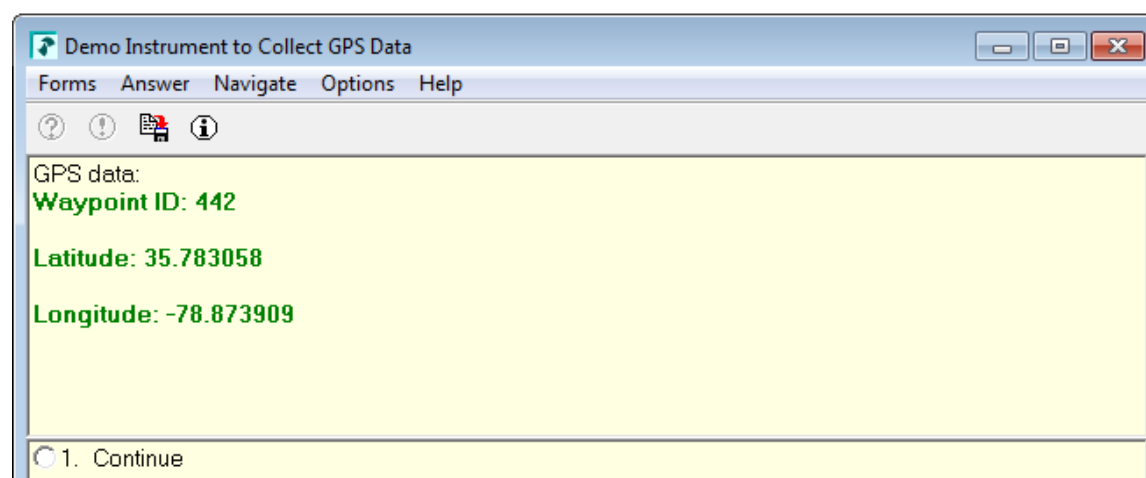 Demo Instrument to Collect GPS Data
Forms Answer Navigate Options Help
GPS data:
Waypoint ID: 442
Latitude: 35.783058
Longitude: -78.873909
1. Continue